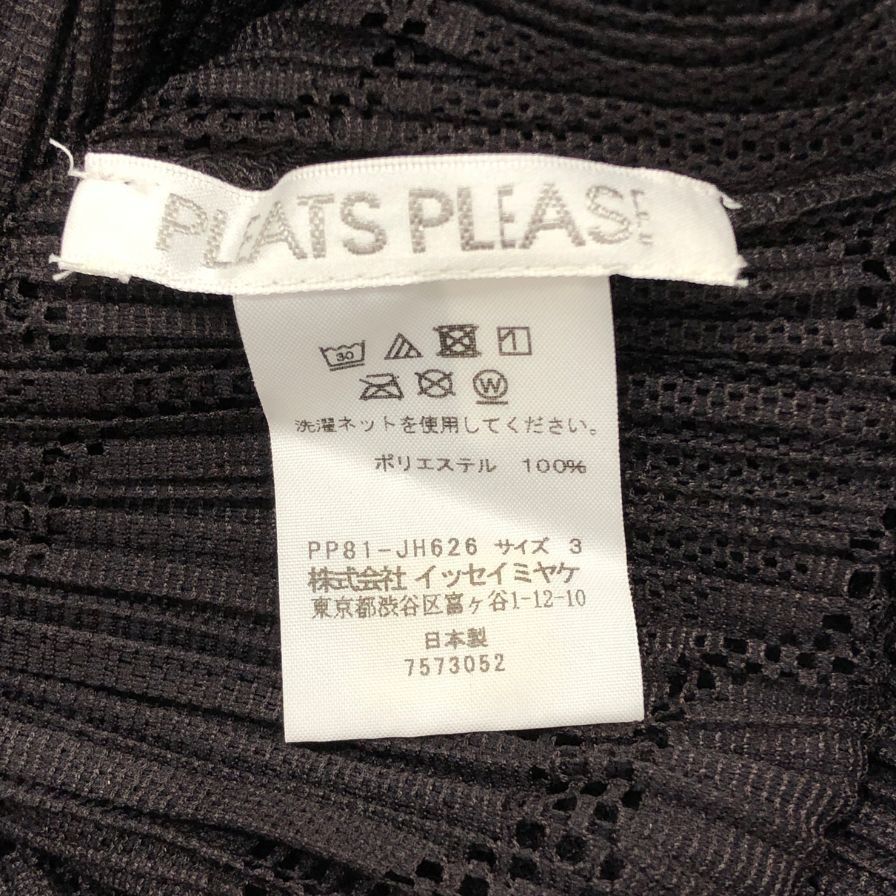 PLEATS PLEASE
30
1
W
洗濯ネットを使用してください。
ポリエステル 100%
PP81-JH626 サイズ 3
株式会社 イッセイミヤケ
東京都渋谷区富ヶ谷1-12-10
日本製
7573052